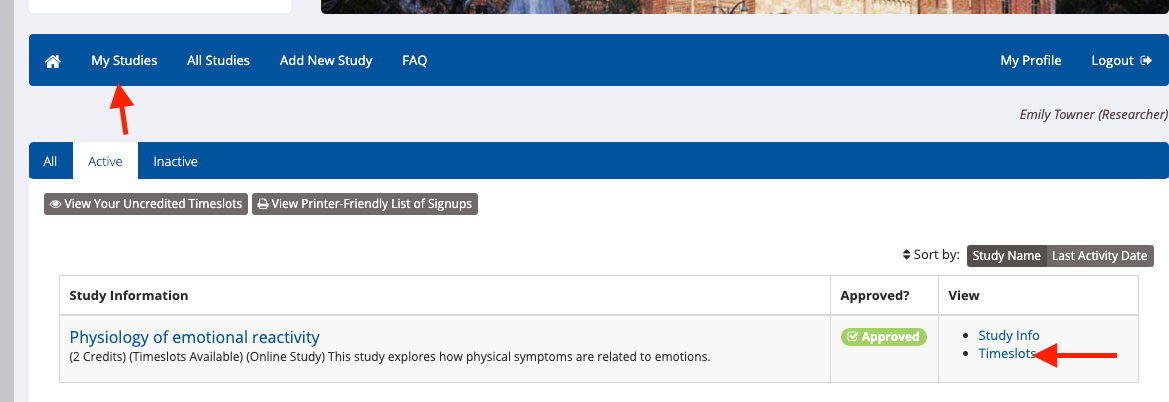 My Studies All Studies Add New Study FAQ My Profile Logout
Emily Towner (Researcher)
All Active Inactive
View Your Uncredited Timeslots View Printer-Friendly List of Signups
Sort by: Study Name Last Activity Date
Study Information Approved? View
Physiology of emotional reactivity Approved Study Info
(2 Credits) (Timeslots Available) (Online Study) This study explores how physical symptoms are related to emotions. Timeslots